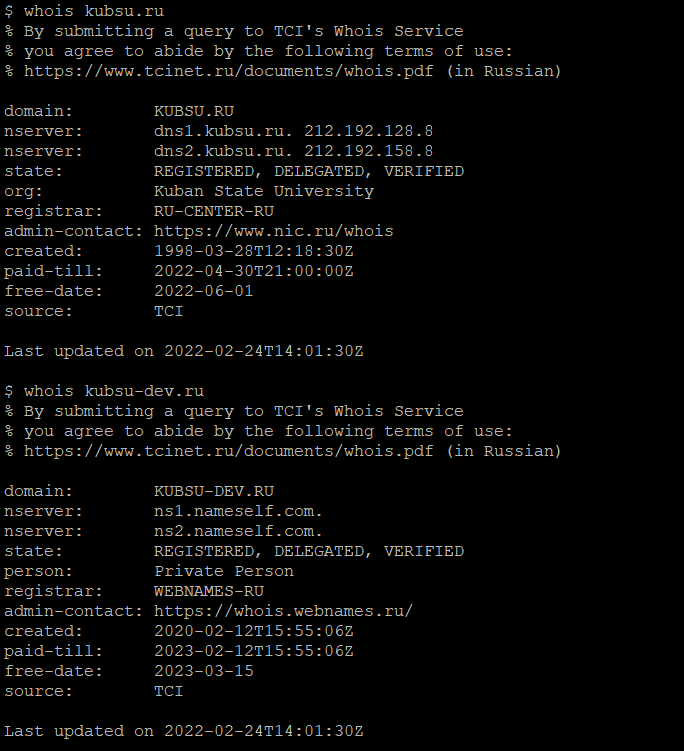 $ whois kubsu.ru
% By submitting a query to TCI's Whois Service
% you agree to abide by the following terms of use:
% https://www.tcinet.ru/documents/whois.pdf (in Russian)

domain:        KUBSU.RU
nserver:       dns1.kubsu.ru. 212.192.128.8
nserver:       dns2.kubsu.ru. 212.192.158.8
state:         REGISTERED, DELEGATED, VERIFIED
org:           Kuban State University
registrar:     RU-CENTER-RU
admin-contact: https://www.nic.ru/whois
created:       1998-03-28T12:18:30Z
paid-till:     2022-04-30T21:00:00Z
free-date:     2022-06-01
source:        TCI

Last updated on 2022-02-24T14:01:30Z

$ whois kubsu-dev.ru
% By submitting a query to TCI's Whois Service
% you agree to abide by the following terms of use:
% https://www.tcinet.ru/documents/whois.pdf (in Russian)

domain:        KUBSU-DEV.RU
nserver:       ns1.nameself.com.
nserver:       ns2.nameself.com.
state:         REGISTERED, DELEGATED, VERIFIED
person:        Private Person
registrar:     WEBNAMES-RU
admin-contact: https://whois.webnames.ru/
created:       2020-02-12T15:55:06Z
paid-till:     2023-02-12T15:55:06Z
free-date:     2023-03-15
source:        TCI

Last updated on 2022-02-24T14:01:30Z